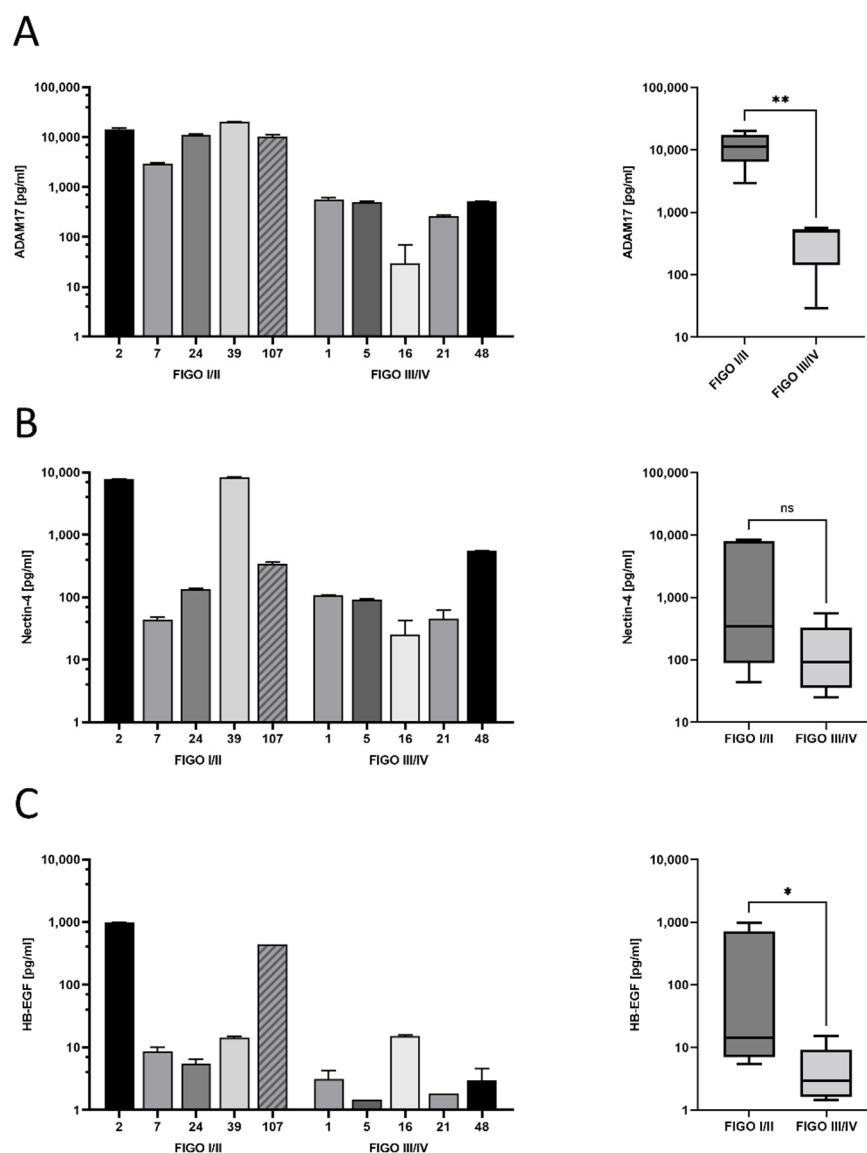 A
ADAM17 [pg/ml]
100,000
10,000
1,000
100
10
1
2 7 24 39 107 1 5 16 21 48
FIGO I/II FIGO III/IV
ADAM17 [pg/ml]
100,000
10,000
1,000
100
10
**
FIGO I/II
FIGO III/IV
B
Nectin-4 [pg/ml]
10,000
1,000
100
10
1
2 7 24 39 107 1 5 16 21 48
FIGO I/II FIGO III/IV
Nectin-4 [pg/ml]
100,000
10,000
1,000
100
10
ns
FIGO I/II FIGO III/IV
C
HB-EGF [pg/ml]
10,000
1,000
100
10
1
2 7 24 39 107 1 5 16 21 48
FIGO I/II FIGO III/IV
HB-EGF [pg/ml]
10,000
1,000
100
10
1
*
FIGO I/II FIGO III/IV